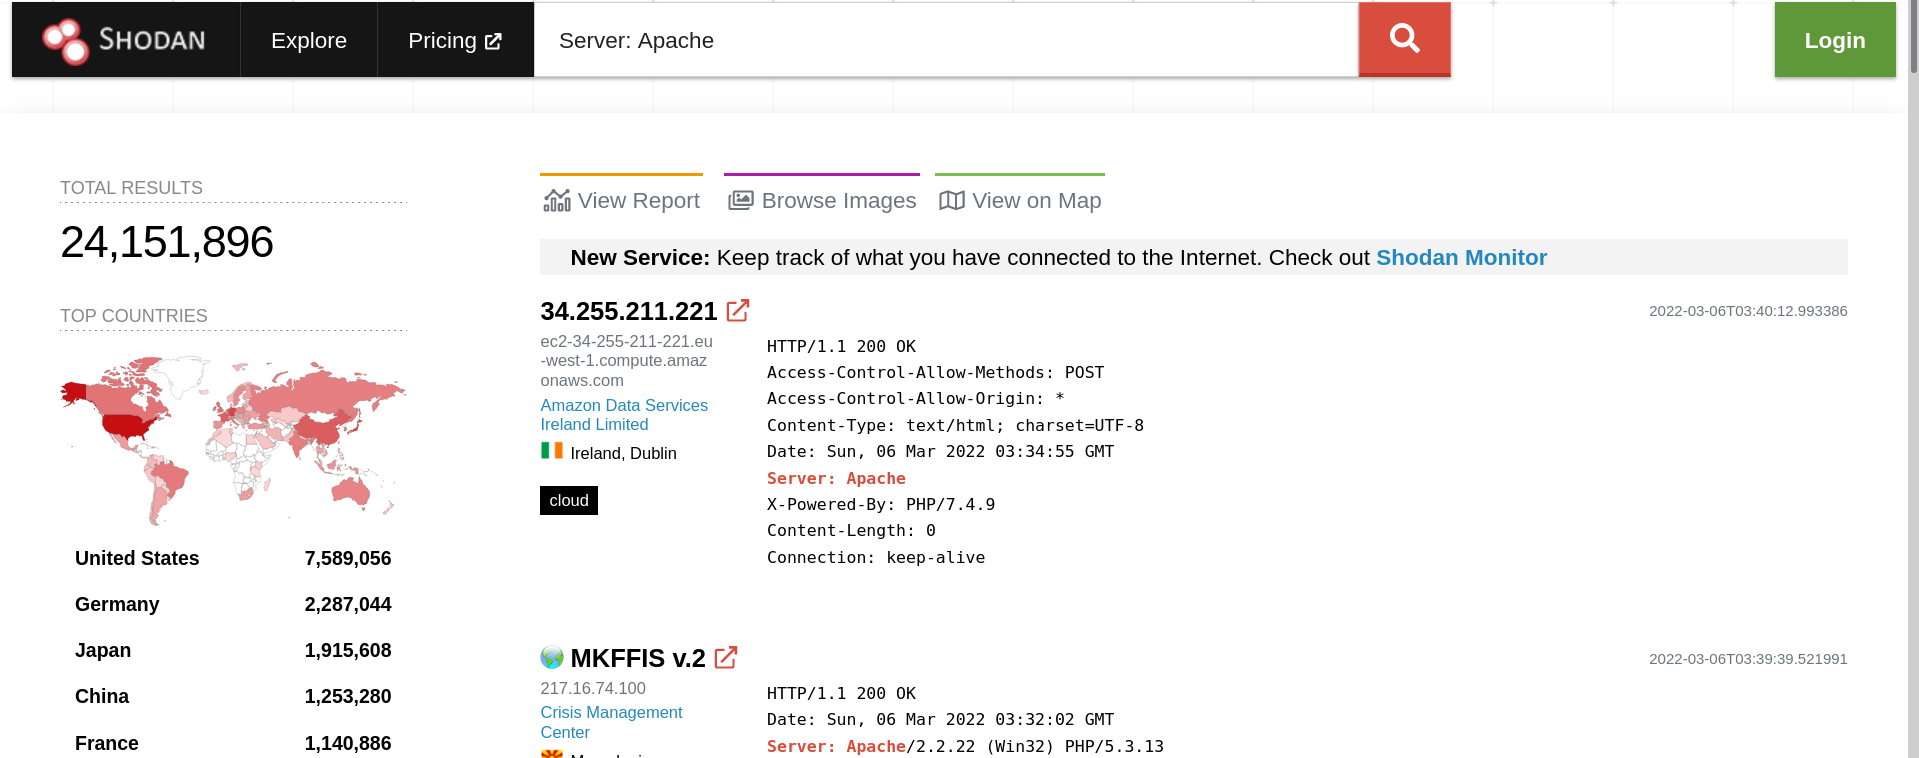 SHODAN
Explore
Pricing
Server: Apache
Login
TOTAL RESULTS
24,151,896
TOP COUNTRIES
United States 7,589,056
Germany 2,287,044
Japan 1,915,608
China 1,253,280
France 1,140,886
View Report
Browse Images
View on Map
New Service: Keep track of what you have connected to the Internet. Check out Shodan Monitor
34.255.211.221
2022-03-06T03:40:12.993386
ec2-34-255-211-221.eu
-west-1.compute.amaz
onaws.com
Amazon Data Services
Ireland Limited
Ireland, Dublin
cloud
HTTP/1.1 200 OK
Access-Control-Allow-Methods: POST
Access-Control-Allow-Origin: *
Content-Type: text/html; charset=UTF-8
Date: Sun, 06 Mar 2022 03:34:55 GMT
Server: Apache
X-Powered-By: PHP/7.4.9
Content-Length: 0
Connection: keep-alive
MKFFIS v.2
2022-03-06T03:39:39.521991
217.16.74.100
Crisis Management
Center
HTTP/1.1 200 OK
Date: Sun, 06 Mar 2022 03:32:02 GMT
Server: Apache/2.2.22 (Win32) PHP/5.3.13